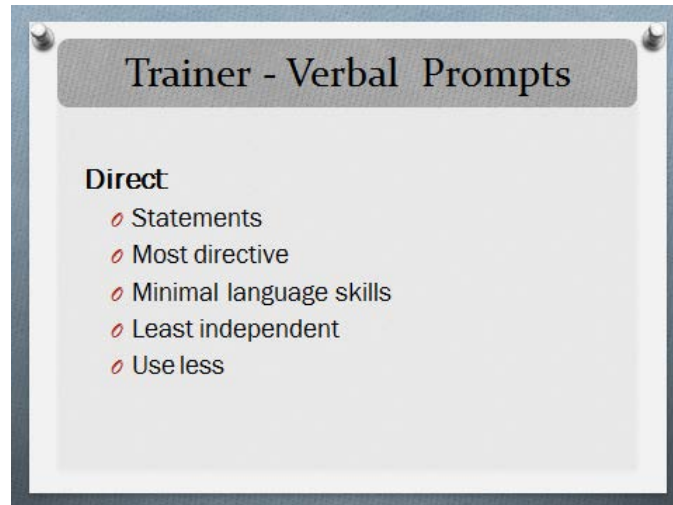 Trainer - Verbal Prompts
Direct
Statements
Most directive
Minimal language skills
Least independent
Use less